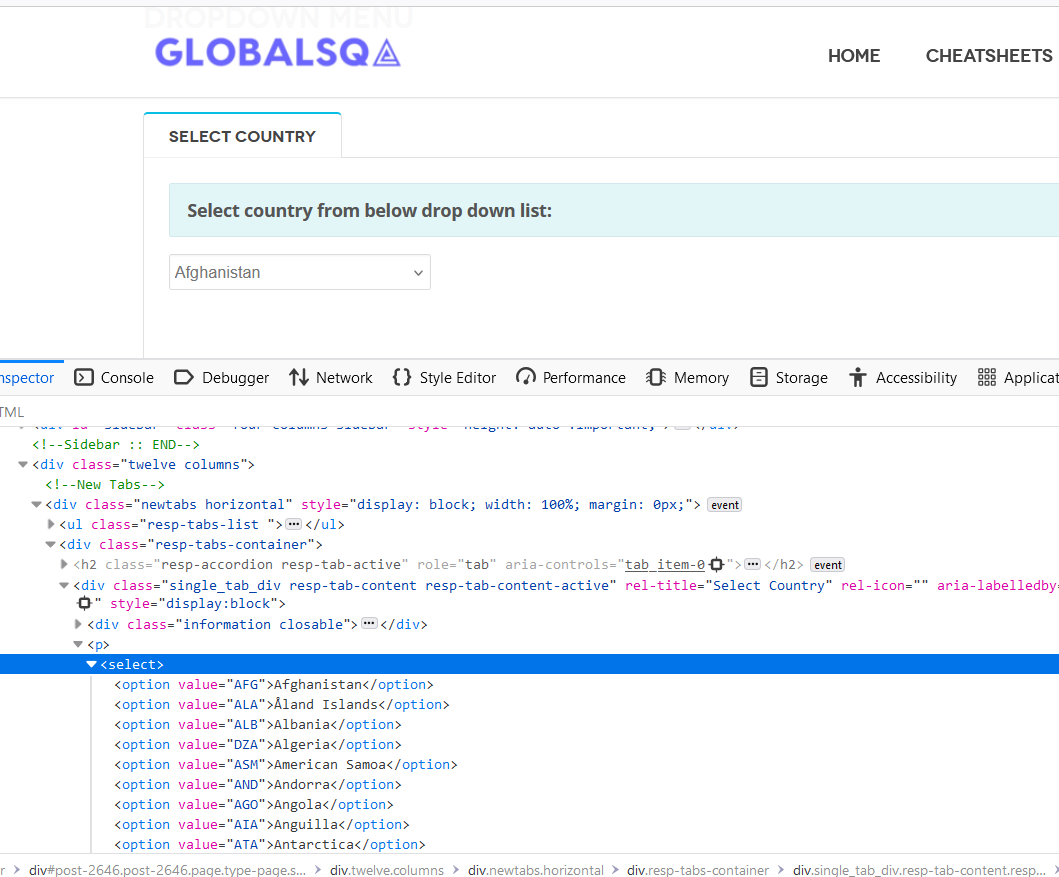 DROPDOWN MENU
GLOBALSQA
HOME CHEATSHEETS
SELECT COUNTRY
Select country from below drop down list:
Afghanistan
nspector Console Debugger Network Style Editor Performance Memory Storage Accessibility Applicat
TML
<!--Sidebar :: END-->
<div class="twelve columns">
<!--New Tabs-->
<div class="newtabs horizontal" style="display: block; width: 100%; margin: 0px;"> event
<ul class="resp-tabs-list ">···</ul>
<div class="resp-tabs-container">
<h2 class="resp-accordion resp-tab-active" role="tab" aria-controls="tab_item-0">···</h2> event
<div class="single_tab_div resp-tab-content resp-tab-content-active" rel-title="Select Country" rel-icon="" aria-labelledby=
" style="display:block">
<div class="information closable">···</div>
<p>
<select>
<option value="AFG">Afghanistan</option>
<option value="ALA">Åland Islands</option>
<option value="ALB">Albania</option>
<option value="DZA">Algeria</option>
<option value="ASM">American Samoa</option>
<option value="AND">Andorra</option>
<option value="AGO">Angola</option>
<option value="AIA">Anguilla</option>
<option value="ATA">Antarctica</option>
r > div#post-2646.post-2646.page.type-page.s... > div.twelve.columns > div.newtabs.horizontal > div.resp-tabs-container > div.single_tab_div.resp-tab-content.resp...